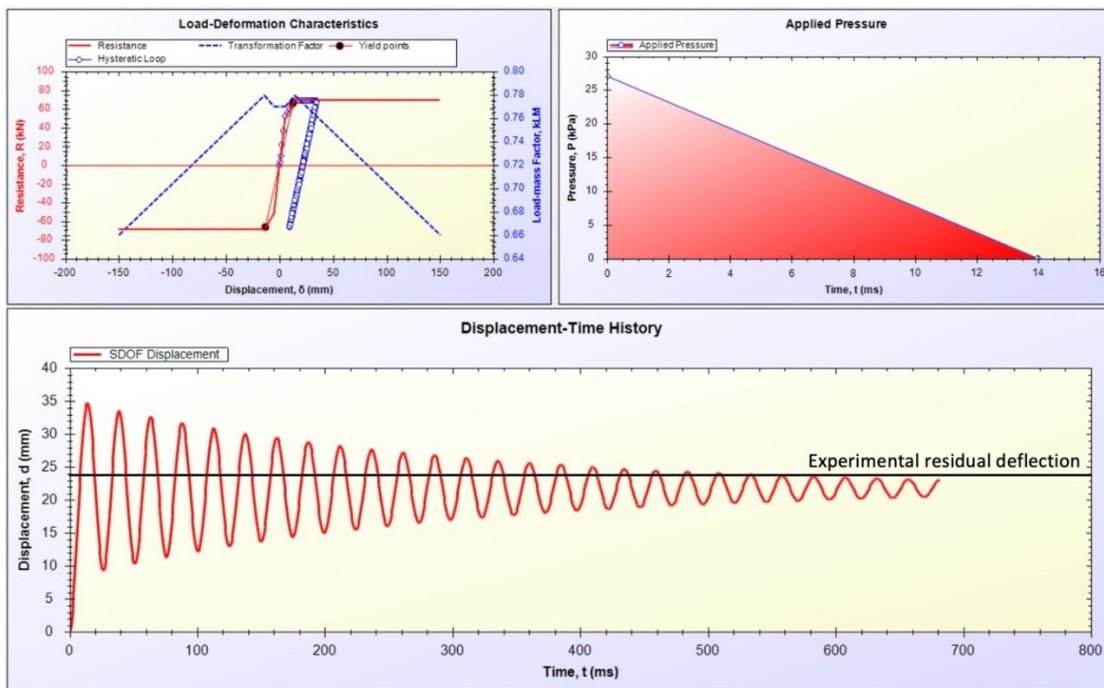 Load-Deformation Characteristics
Resistance Transformation Factor Yield points
Hysteretic Loop
100
80
60
40
20
0
-20
-40
-60
-80
-100
Resistance, R (kN)
0.80
0.78
0.76
0.74
0.72
0.70
0.68
0.66
0.64
Load-mass Factor, kLM
-200 -150 -100 -50 0 50 100 150 200
Displacement, δ (mm)
Applied Pressure
Applied Pressure
30
25
20
15
10
5
0
Pressure, P (kPa)
0 2 4 6 8 10 12 14 16
Time, t (ms)
Displacement-Time History
SDOF Displacement
40
35
30
25
20
15
10
5
0
Displacement, d (mm)
Experimental residual deflection
0 100 200 300 400 500 600 700 800
Time, t (ms)